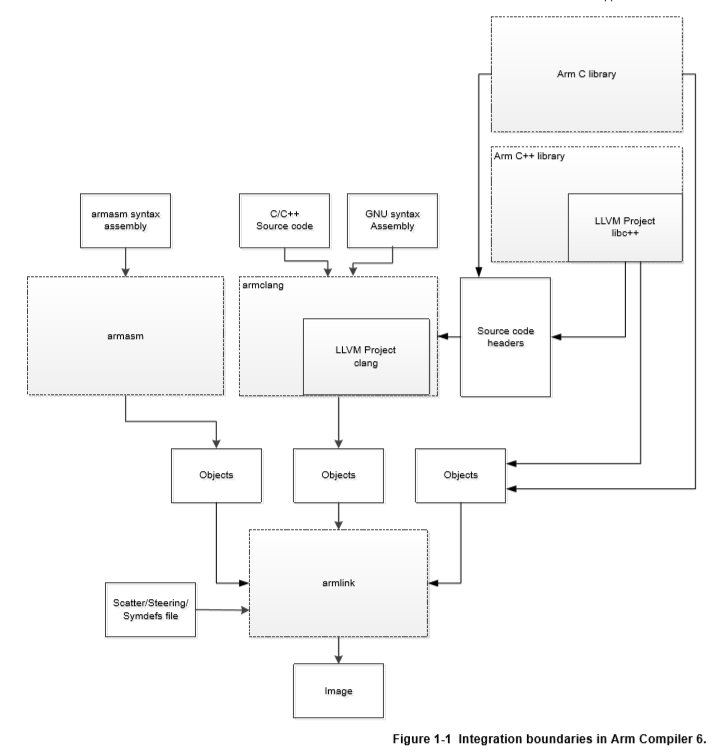 Arm C library
Arm C++ library
LLVM Project
libc++
armasm syntax
assembly
C/C++
Source code
GNU syntax
Assembly
armclang
armasm
LLVM Project
clang
Source code
headers
Objects
Objects
Objects
armlink
Scatter/Steering/
Symdefs file
Image
Figure 1-1 Integration boundaries in Arm Compiler 6.